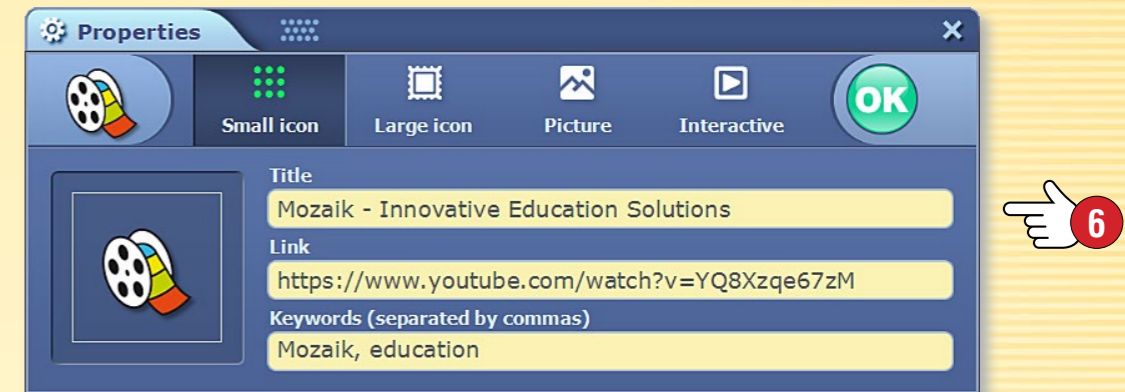 Properties
Small icon Large icon Picture Interactive OK
Title
Mozaik - Innovative Education Solutions
Link
https://www.youtube.com/watch?v=YQ8Xzqe67zM
Keywords (separated by commas)
Mozaik, education
6